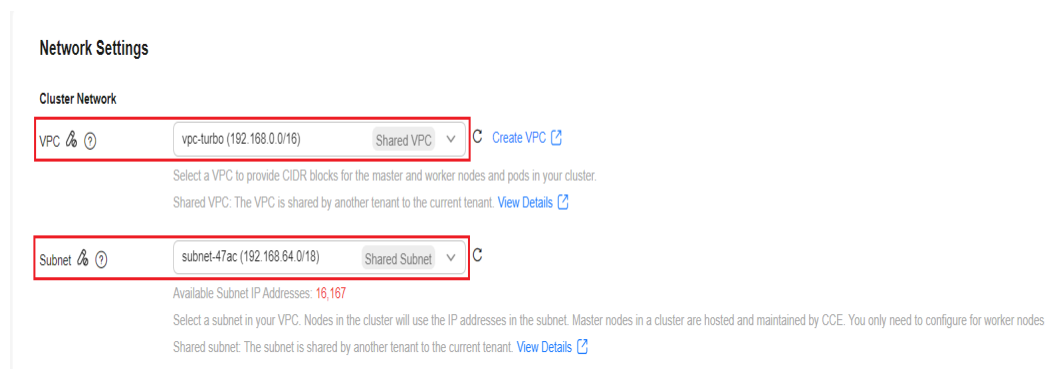 Network Settings
Cluster Network
VPC vpc-turbo (192.168.0.0/16) Shared VPC Create VPC
Select a VPC to provide CIDR blocks for the master and worker nodes and pods in your cluster.
Shared VPC: The VPC is shared by another tenant to the current tenant. View Details
Subnet subnet-47ac (192.168.64.0/18) Shared Subnet
Available Subnet IP Addresses: 16,167
Select a subnet in your VPC. Nodes in the cluster will use the IP addresses in the subnet. Master nodes in a cluster are hosted and maintained by CCE. You only need to configure for worker nodes
Shared subnet: The subnet is shared by another tenant to the current tenant. View Details